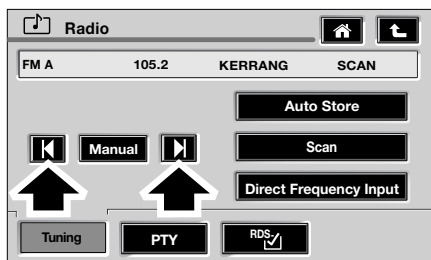 Radio
FM A 105.2 KERRANG SCAN
Auto Store
Manual Scan
Direct Frequency Input
Tuning PTY RDS